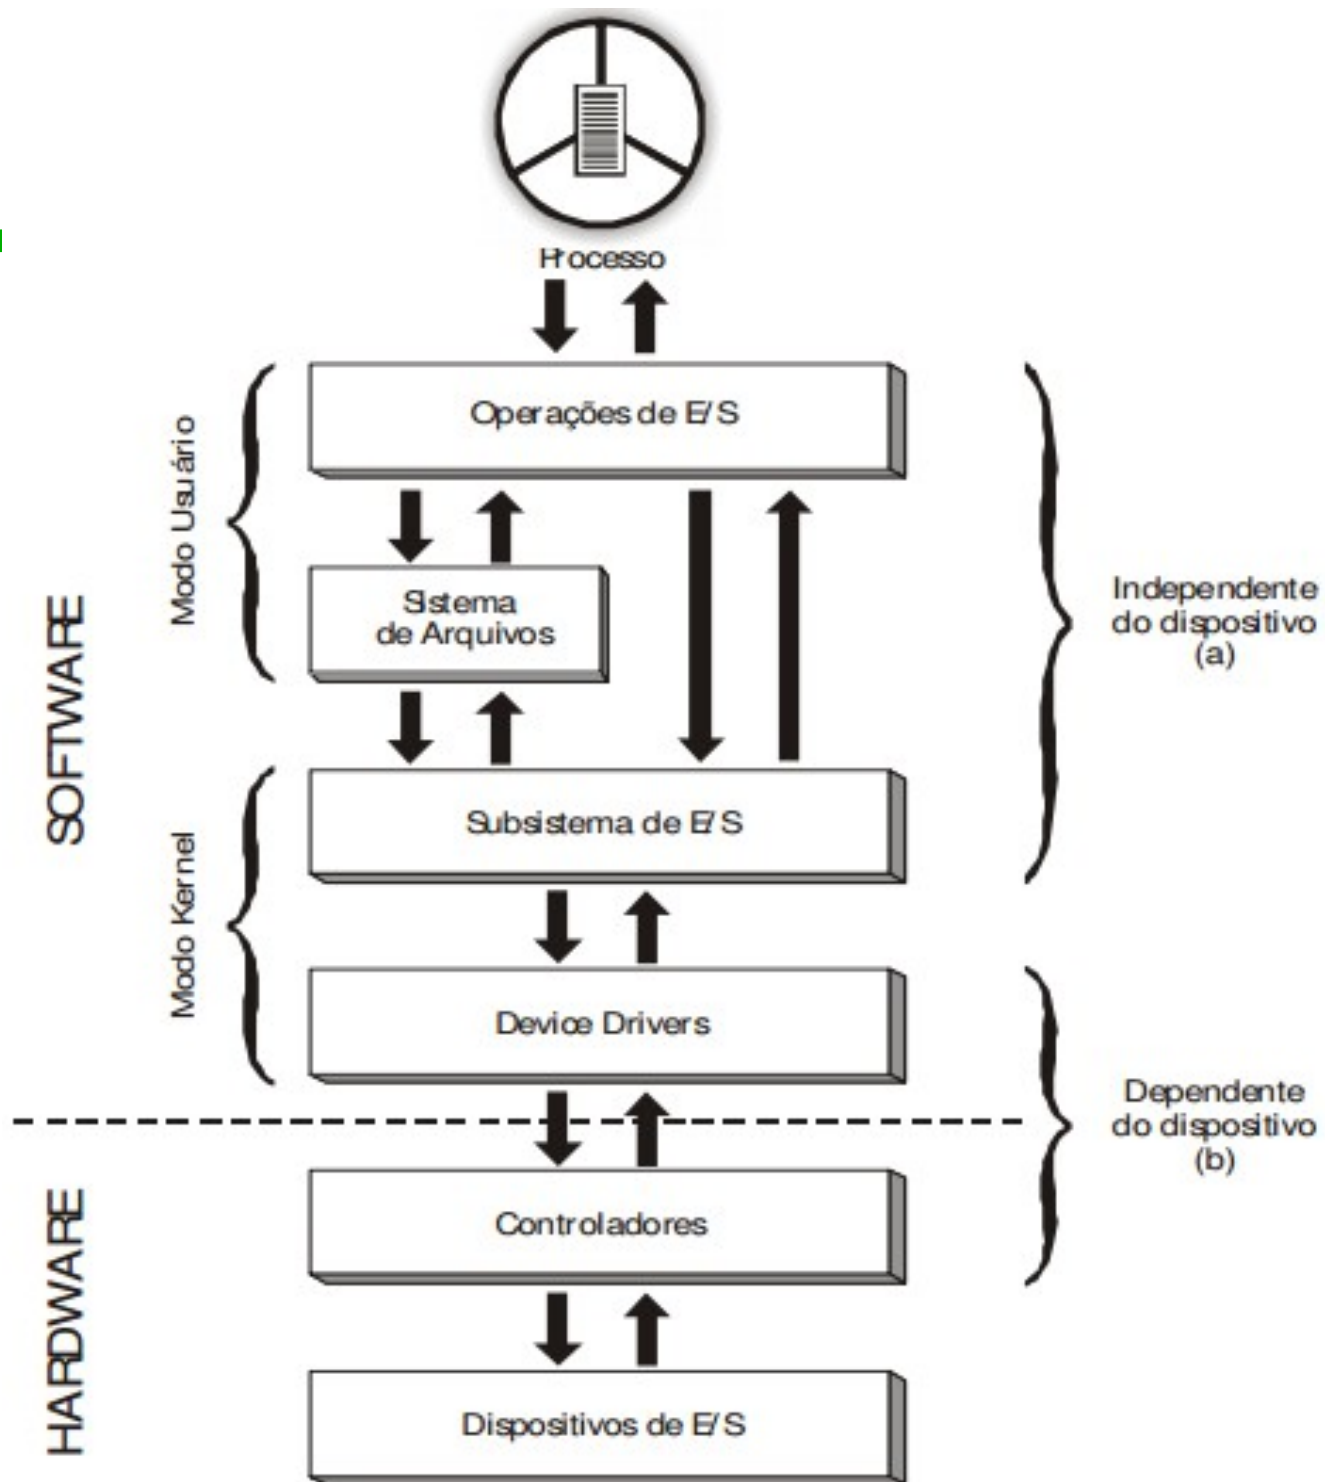 Processo
Operações de E/S
Modo Usuário
Sistema
de Arquivos
Independente
do dispositivo
(a)
SOFTWARE
Subsistema de E/S
Modo Kernel
Device Drivers
Dependente
do dispositivo
(b)
Controladores
HARDWARE
Dispositivos de E/S